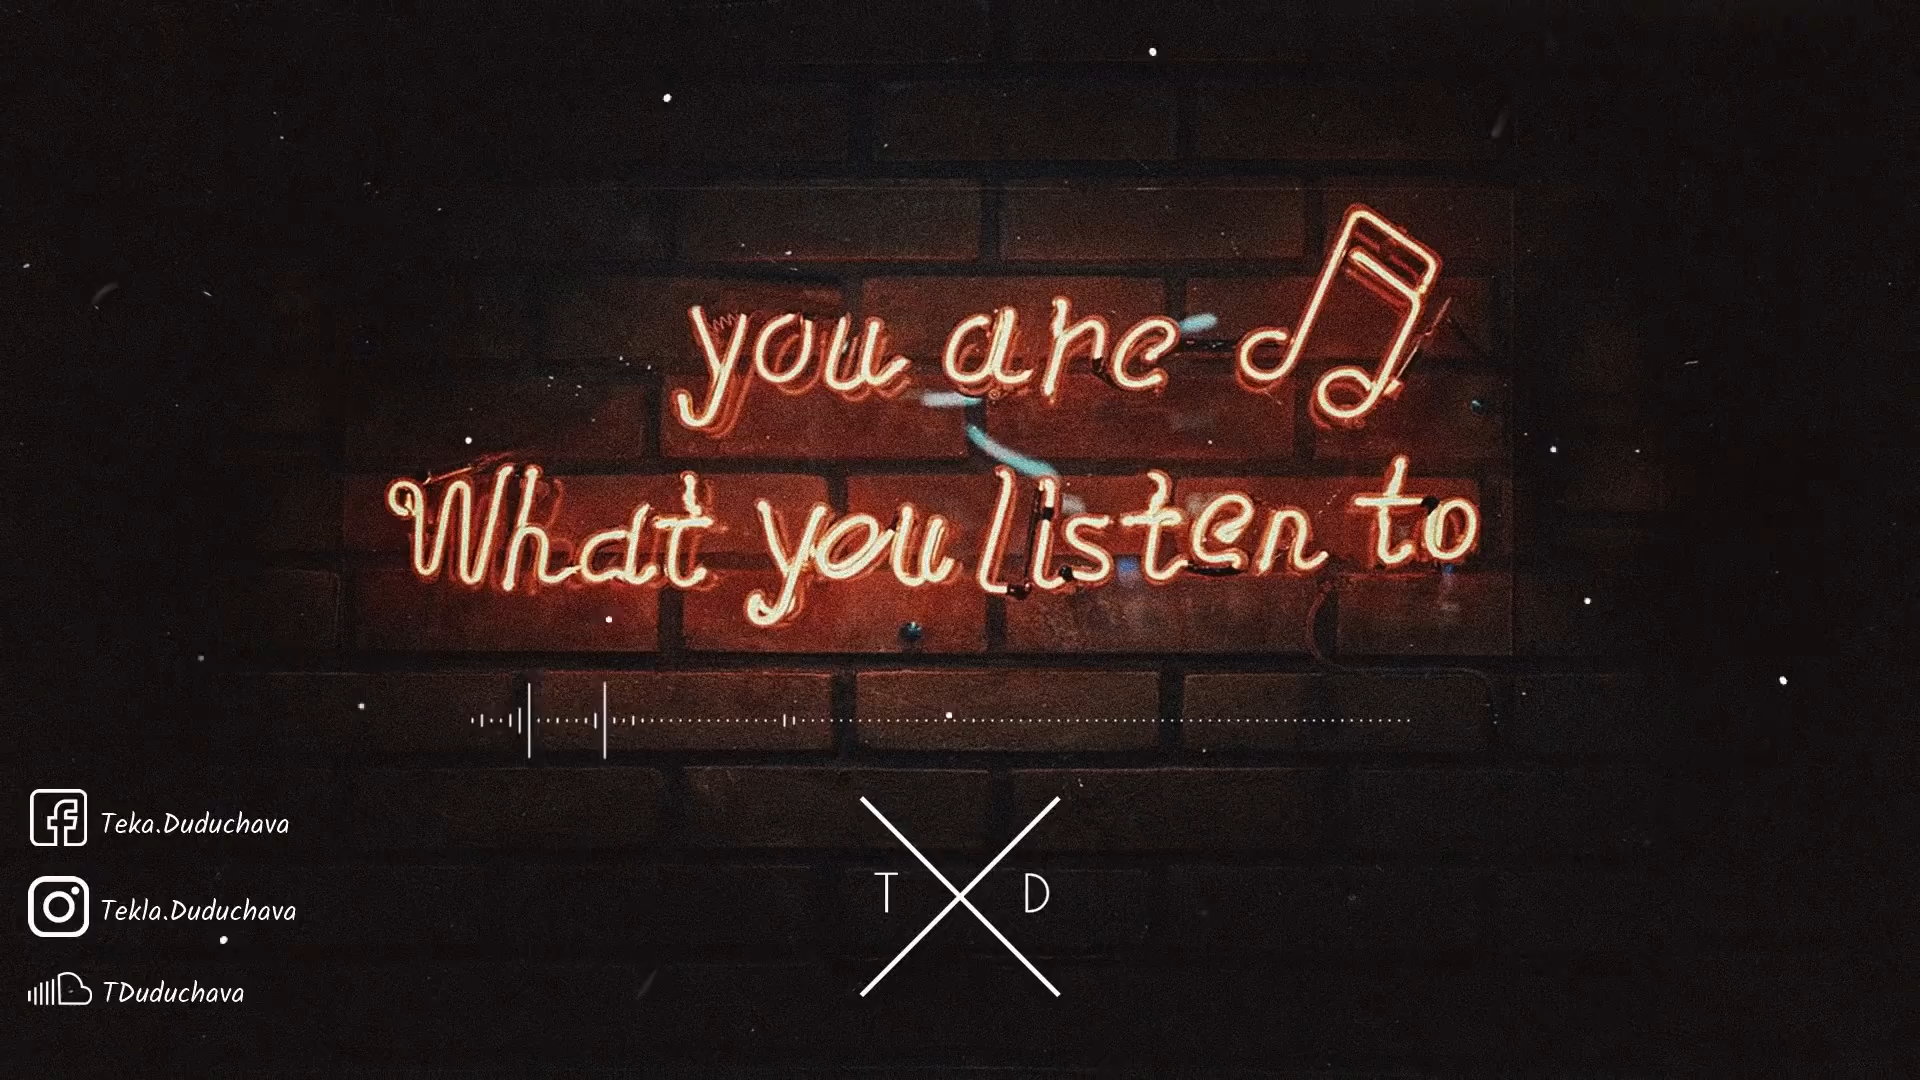 you are
What you listen to
Teka.Duduchava
Tekla.Duduchava
TDuduchava
T D